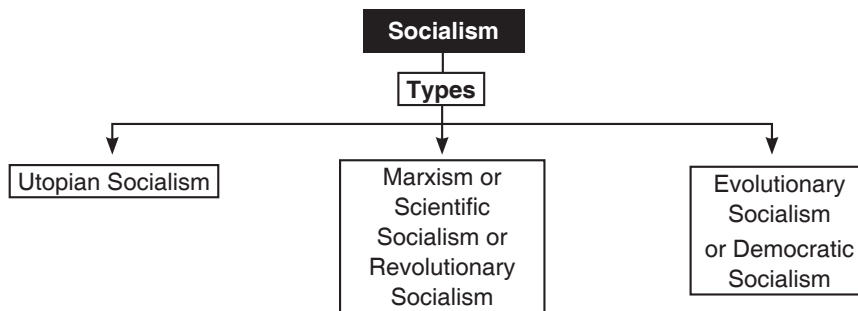 Socialism
Types
Utopian Socialism
Marxism or
Scientific
Socialism or
Revolutionary
Socialism
Evolutionary
Socialism
or Democratic
Socialism